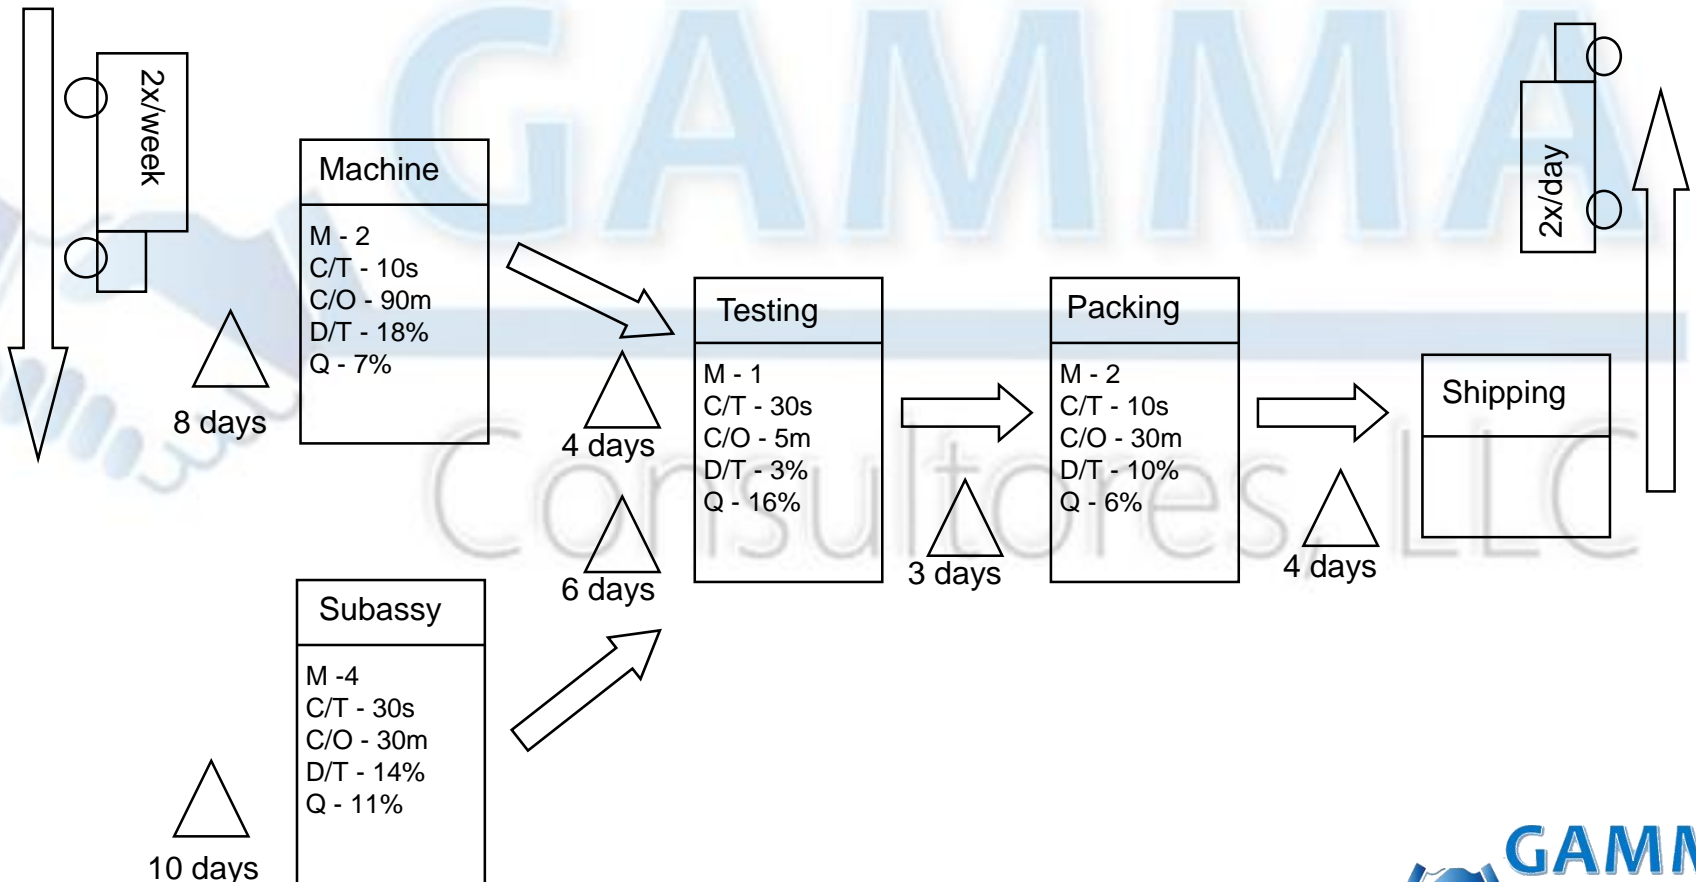 GAMMA
Consultores, LLC
2x/week
2x/day
Machine
M - 2
C/T - 10s
C/O - 90m
D/T - 18%
Q - 7%
8 days
4 days
6 days
Testing
M - 1
C/T - 30s
C/O - 5m
D/T - 3%
Q - 16%
3 days
Packing
M - 2
C/T - 10s
C/O - 30m
D/T - 10%
Q - 6%
4 days
Shipping
Subassy
M -4
C/T - 30s
C/O - 30m
D/T - 14%
Q - 11%
10 days
GAMM